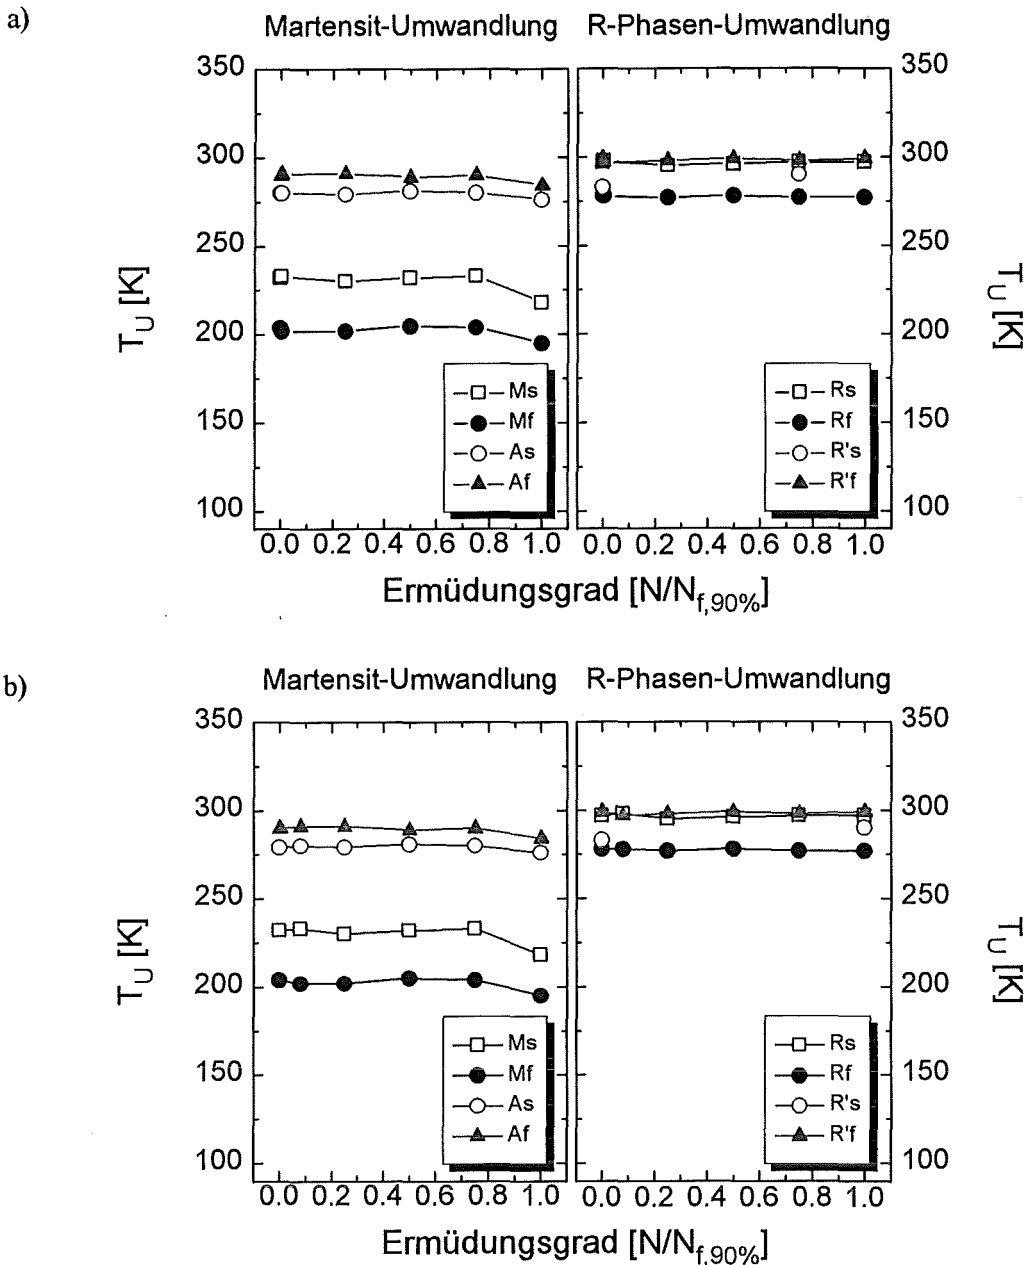 a)
Martensit-Umwandlung R-Phasen-Umwandlung
350 350
300 300
250 250
200 200
150 150
100 100
T_U [K] T_U [K]
Ms Rs
Mf Rf
As R's
Af R'f
0.0 0.2 0.4 0.6 0.8 1.0 0.0 0.2 0.4 0.6 0.8 1.0
Ermüdungsgrad [N/N_f,90%]
b)
Martensit-Umwandlung R-Phasen-Umwandlung
350 350
300 300
250 250
200 200
150 150
100 100
T_U [K] T_U [K]
Ms Rs
Mf Rf
As R's
Af R'f
0.0 0.2 0.4 0.6 0.8 1.0 0.0 0.2 0.4 0.6 0.8 1.0
Ermüdungsgrad [N/N_f,90%]